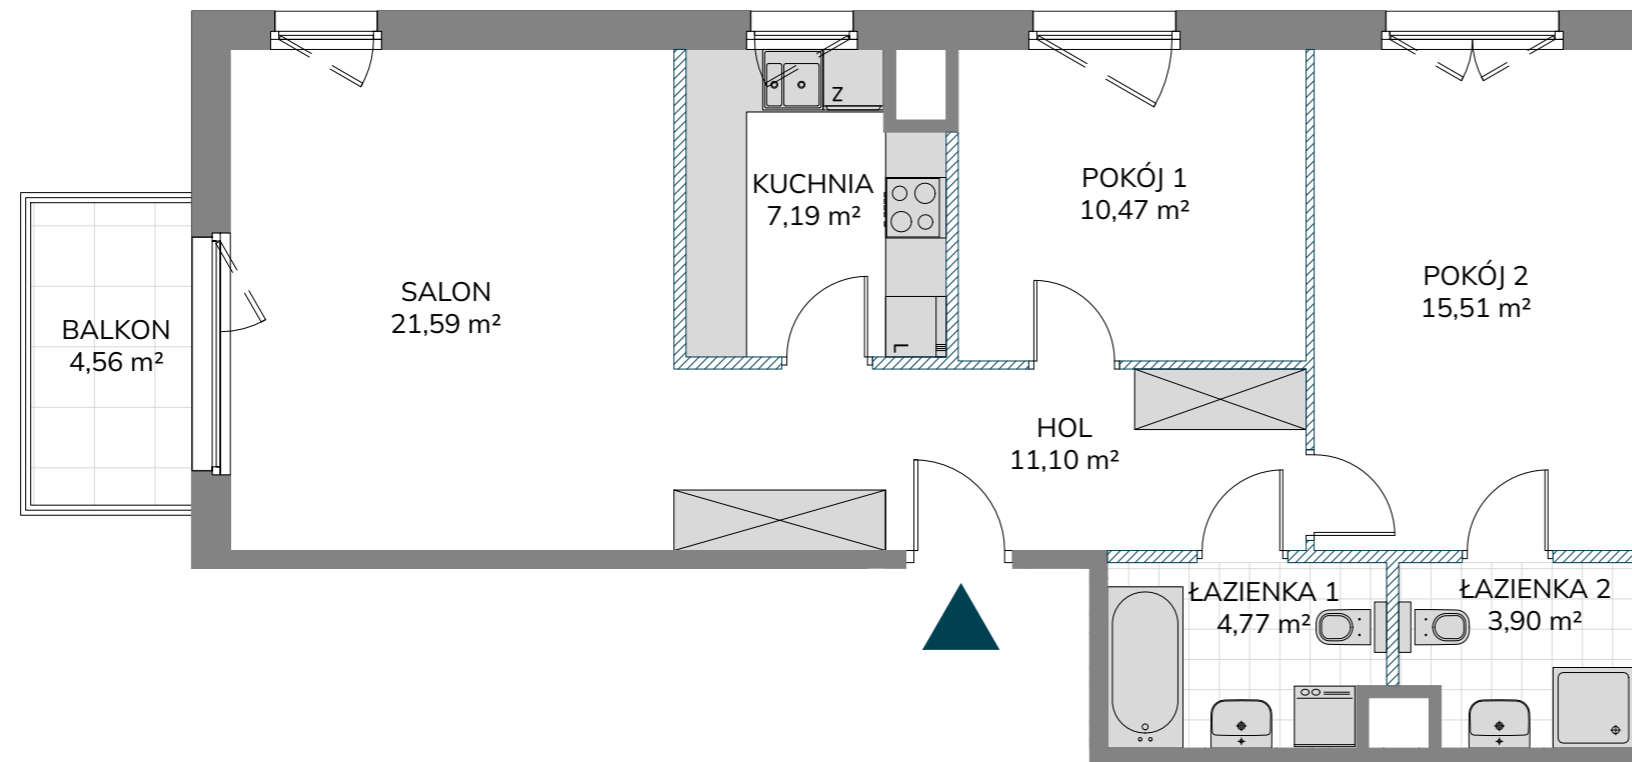 KUCHNIA
7,19 m²
Z
L
POKÓJ 1
10,47 m²
POKÓJ 2
15,51 m²
SALON
21,59 m²
BALKON
4,56 m²
HOL
11,10 m²
ŁAZIENKA 1
4,77 m²
ŁAZIENKA 2
3,90 m²